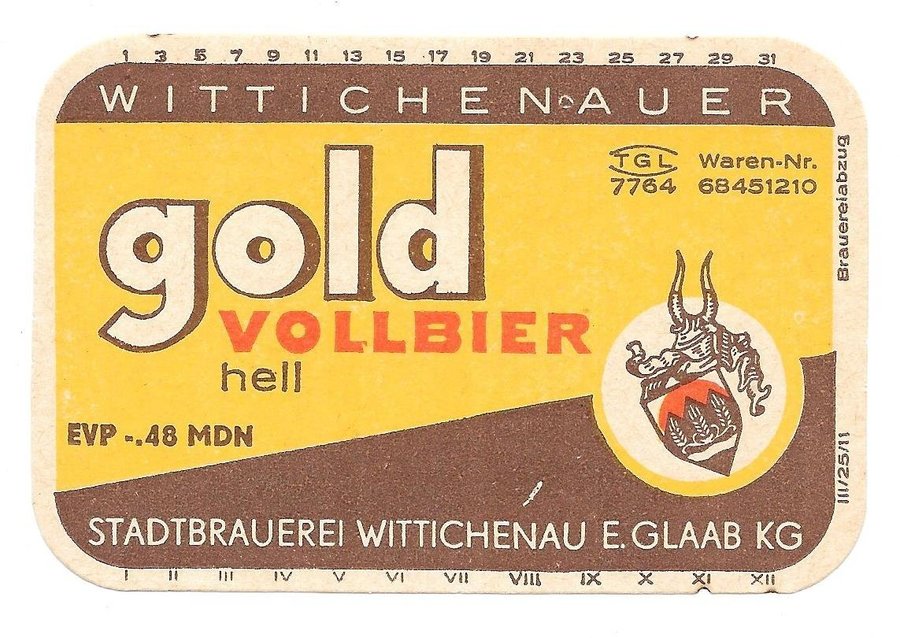 1 3 5 7 9 11 13 15 17 19 21 23 25 27 29 31
WITTICHENAUER
TGL Waren-Nr.
7764 68451210
Brauereiabzug
gold
VOLLBIER
hell
EVP -.48 MDN
III/25/11
STADTBRAUEREI WITTICHENAU E. GLAAB KG
I II III IV V VI VII VIII IX X XI XII